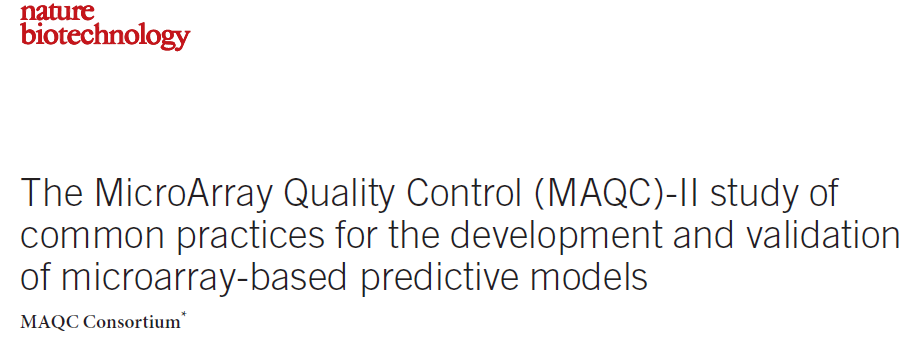 nature
biotechnology
The MicroArray Quality Control (MAQC)-II study of
common practices for the development and validation
of microarray-based predictive models
MAQC Consortium*